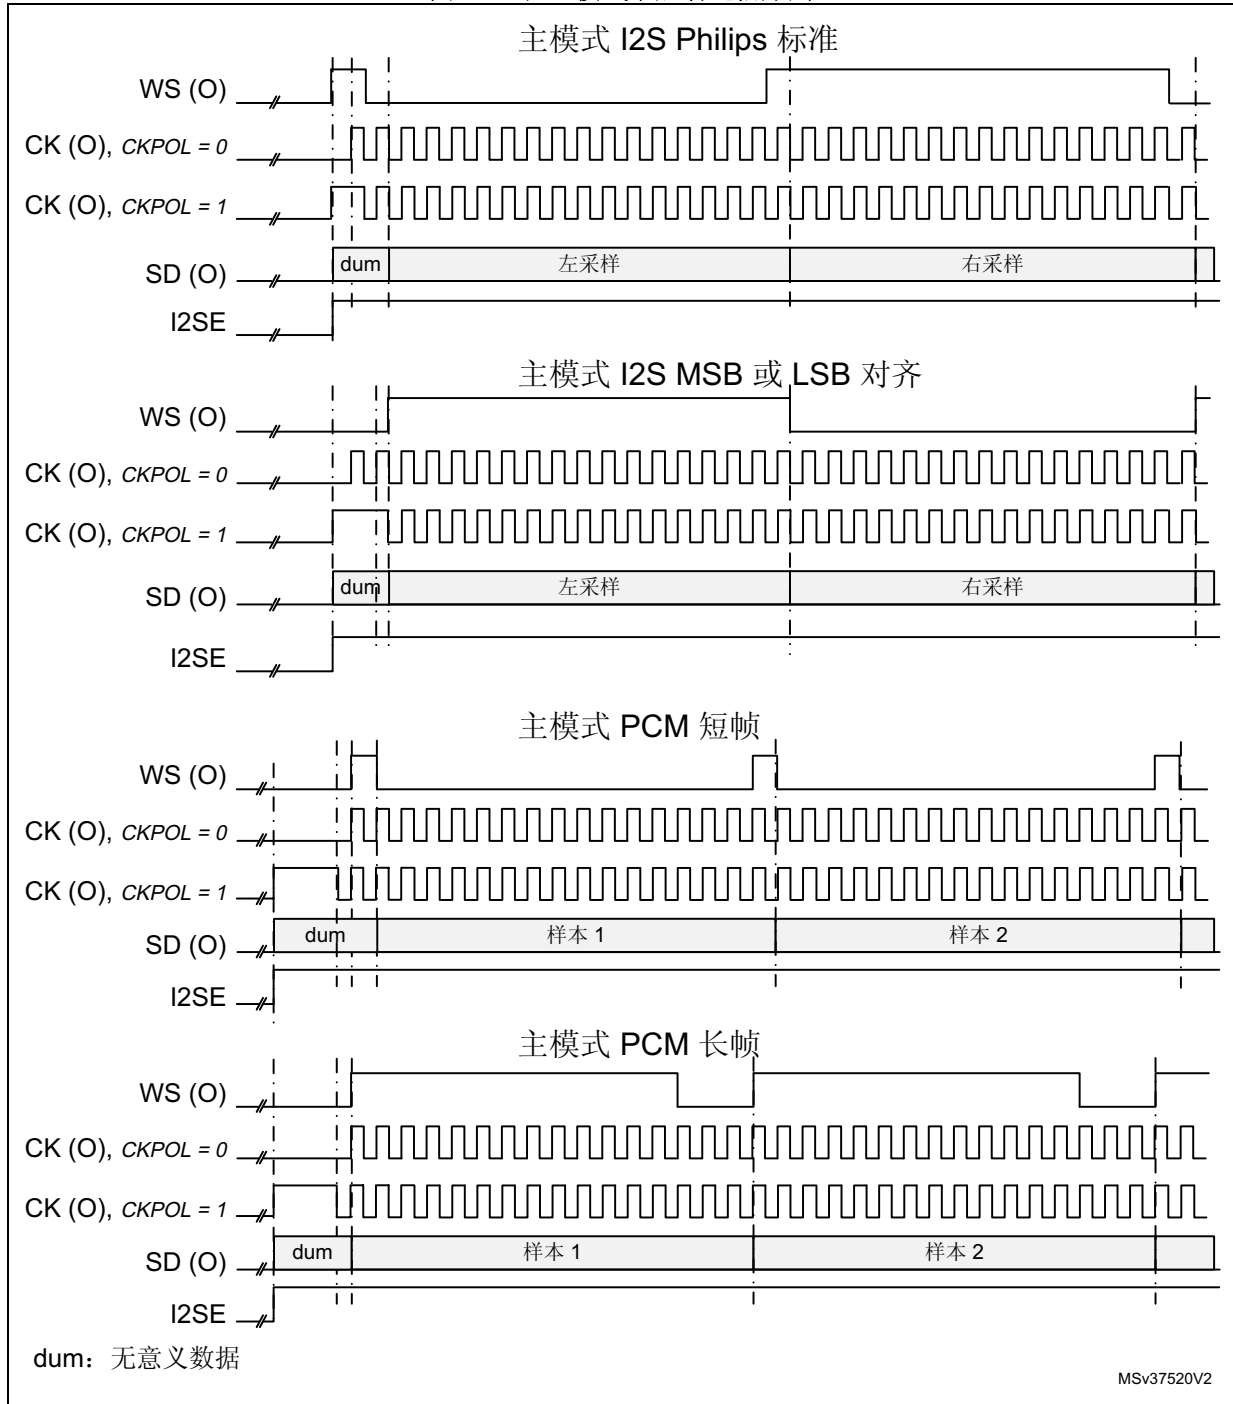 主模式 I2S Philips 标准
WS (O)
CK (O), CKPOL = 0
CK (O), CKPOL = 1
SD (O) dum 左采样 右采样
I2SE
主模式 I2S MSB 或 LSB 对齐
WS (O)
CK (O), CKPOL = 0
CK (O), CKPOL = 1
SD (O) dum 左采样 右采样
I2SE
主模式 PCM 短帧
WS (O)
CK (O), CKPOL = 0
CK (O), CKPOL = 1
SD (O) dum 样本 1 样本 2
I2SE
主模式 PCM 长帧
WS (O)
CK (O), CKPOL = 0
CK (O), CKPOL = 1
SD (O) dum 样本 1 样本 2
I2SE
dum：无意义数据
MSv37520V2